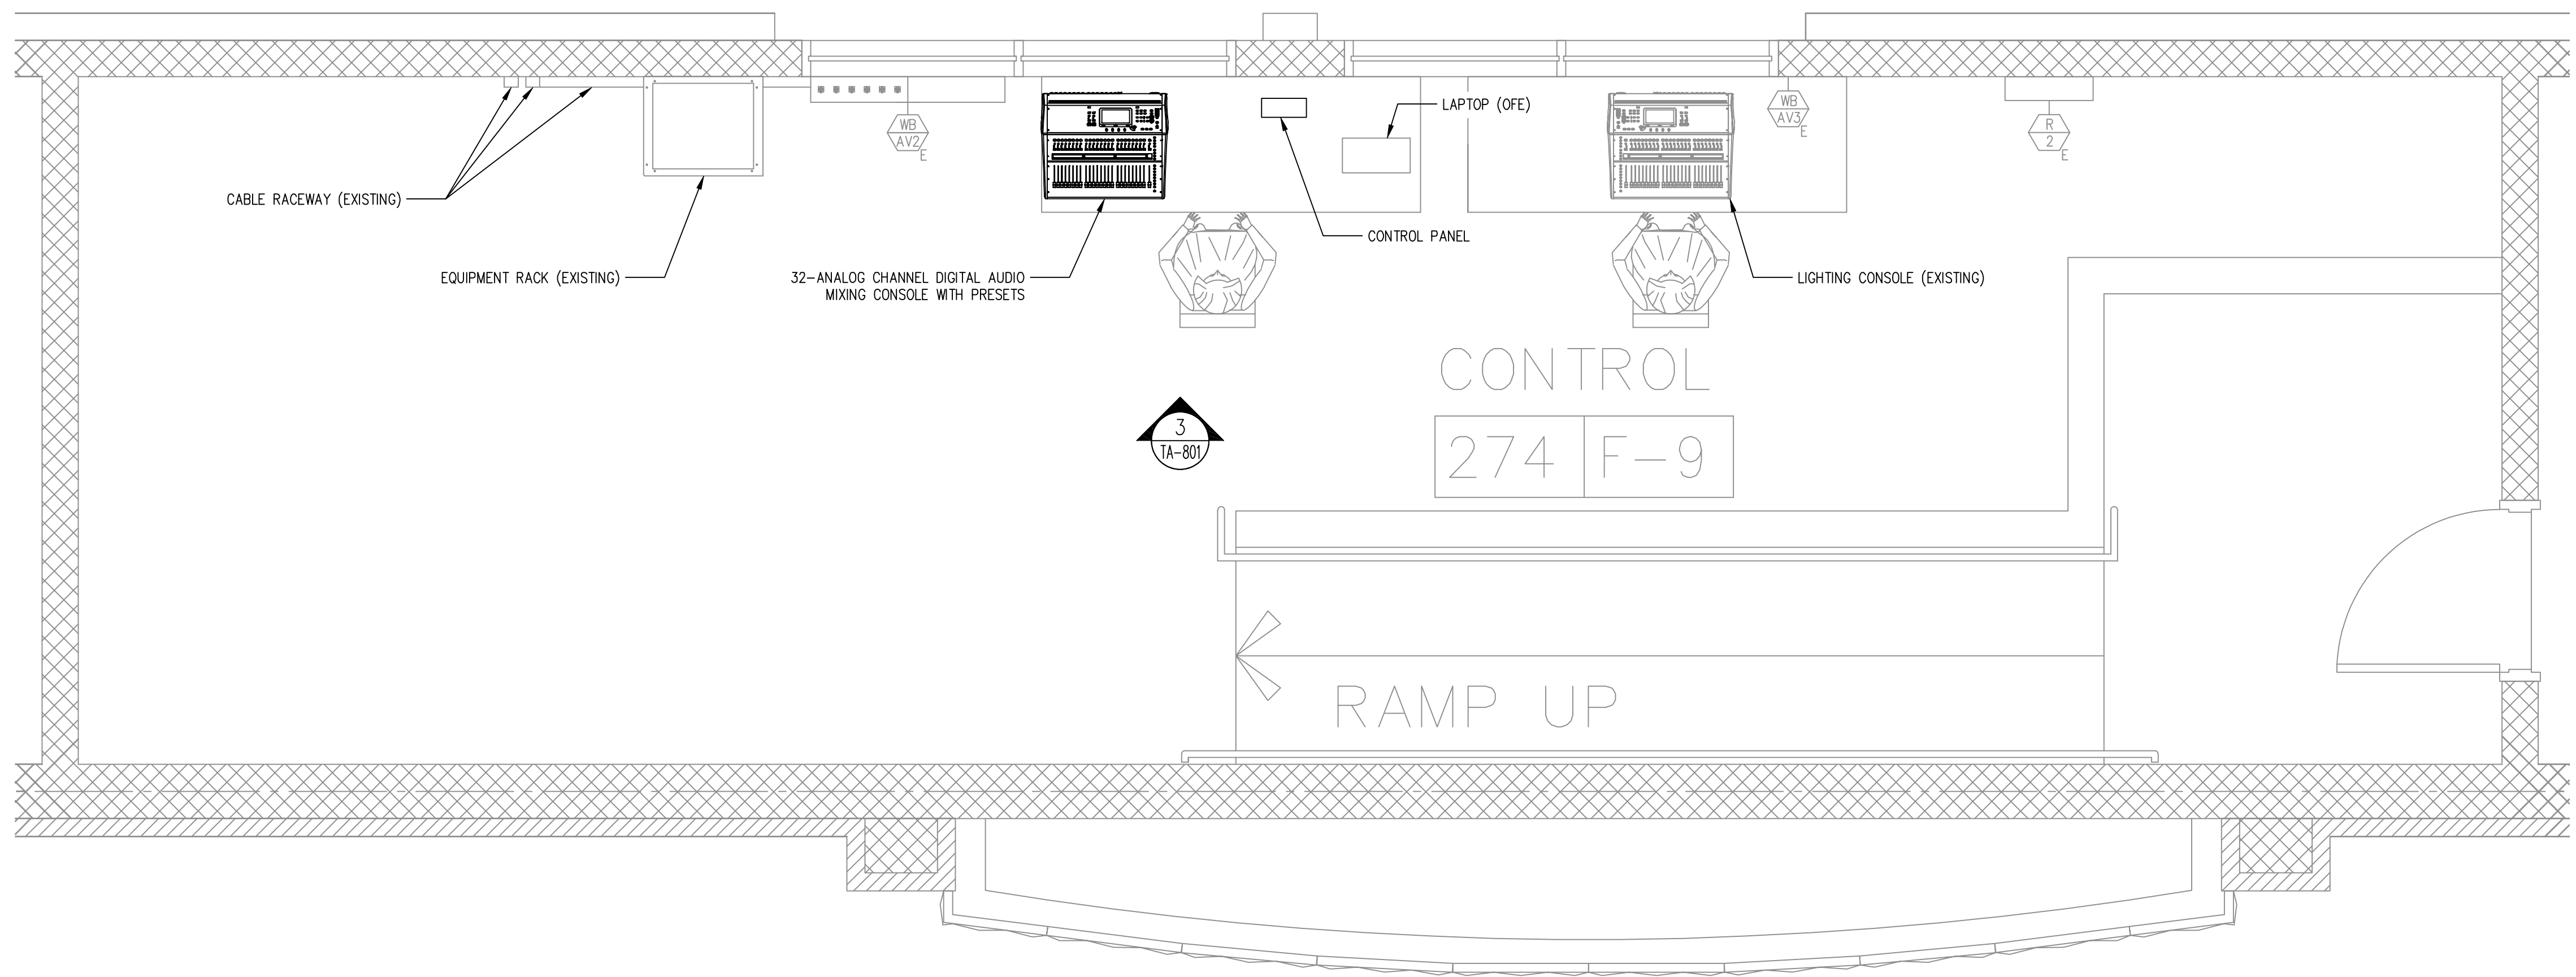 LAPTOP (OFE)
WB
AV2
E
WB
AV3
E
R
2
E
CABLE RACEWAY (EXISTING)
CONTROL PANEL
EQUIPMENT RACK (EXISTING)
32-ANALOG CHANNEL DIGITAL AUDIO
MIXING CONSOLE WITH PRESETS
LIGHTING CONSOLE (EXISTING)
CONTROL
274 F-9
3
TA-801
RAMP UP